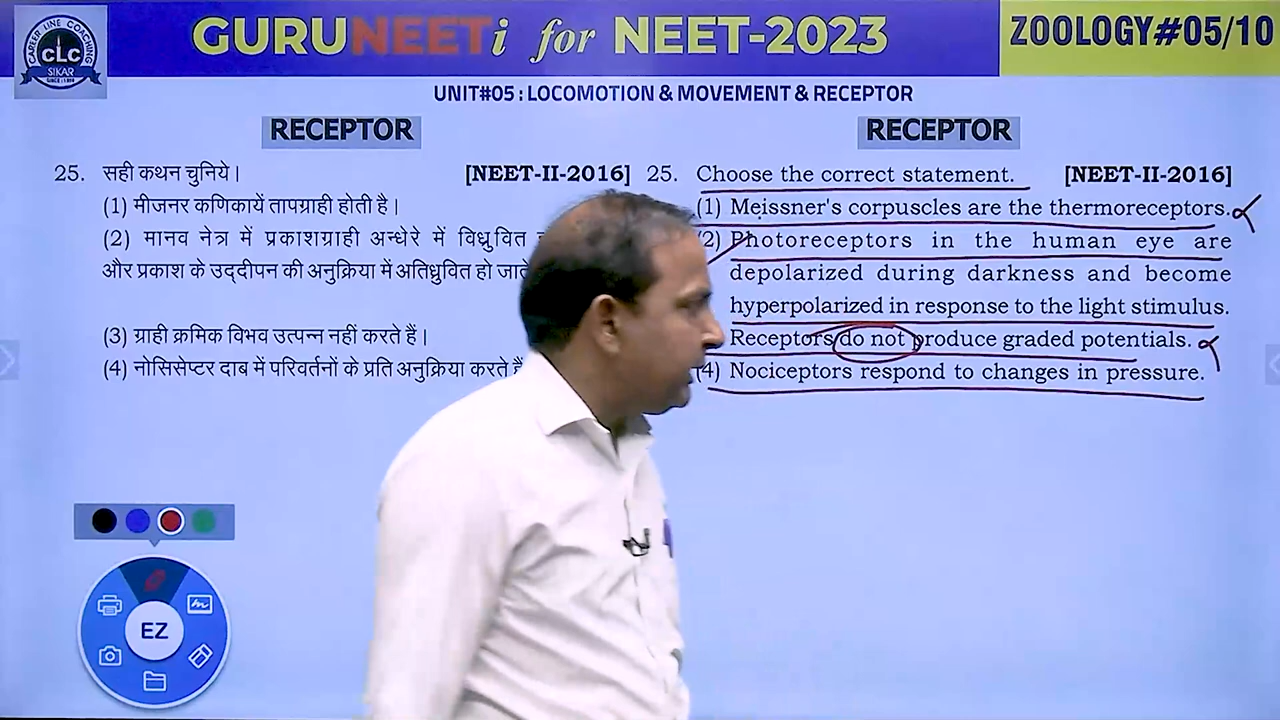 CAREER LINE COACHING
CLC
SIKAR
SINCE : 1996
GURUNEETi for NEET-2023
ZOOLOGY#05/10
UNIT#05 : LOCOMOTION & MOVEMENT & RECEPTOR
RECEPTOR
25. सही कथन चुनिये। [NEET-II-2016]
(1) मीजनर कणिकायें तापग्राही होती है।
(2) मानव नेत्र में प्रकाशग्राही अन्धेरे में विध्रुवित
और प्रकाश के उद्दीपन की अनुक्रिया में अतिध्रुवित हो जाते
(3) ग्राही क्रमिक विभव उत्पन्न नहीं करते हैं।
(4) नोसिसेप्टर दाब में परिवर्तनों के प्रति अनुक्रिया करते हैं
RECEPTOR
25. Choose the correct statement. [NEET-II-2016]
(1) Meissner's corpuscles are the thermoreceptors.
(2) Photoreceptors in the human eye are
depolarized during darkness and become
hyperpolarized in response to the light stimulus.
Receptors do not produce graded potentials.
(4) Nociceptors respond to changes in pressure.
EZ